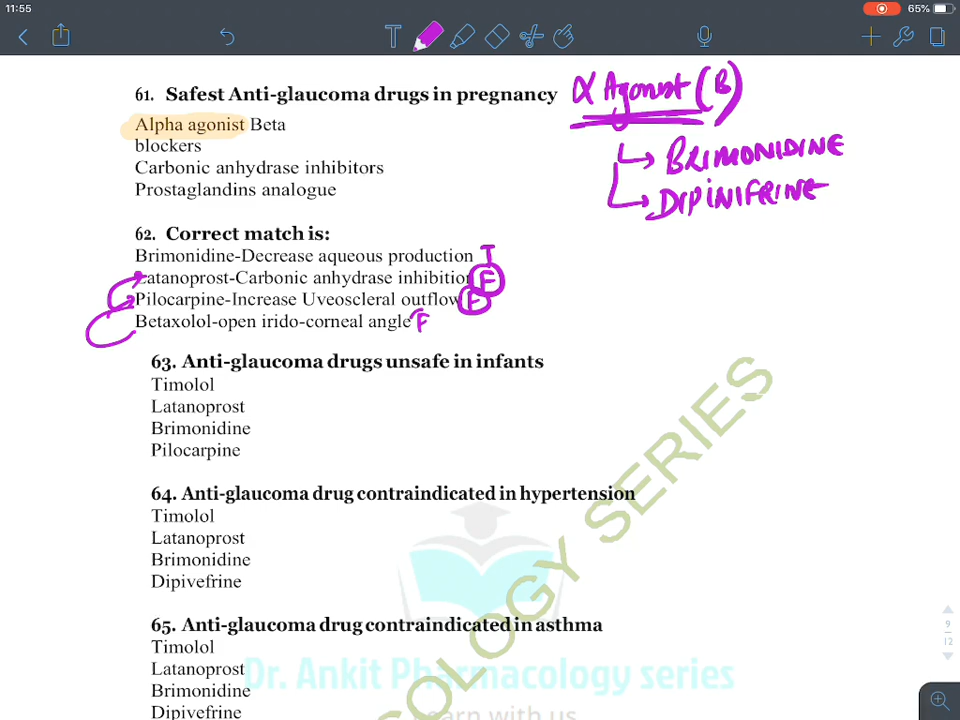 11:55
65%
T
61. Safest Anti-glaucoma drugs in pregnancy
α Agonist (B)
Alpha agonist Beta
blockers
Carbonic anhydrase inhibitors
Prostaglandins analogue
BRIMONIDINE
DIPINIFRINE
62. Correct match is:
Brimonidine-Decrease aqueous production T
Latanoprost-Carbonic anhydrase inhibition F
Pilocarpine-Increase Uveoscleral outflow F
Betaxolol-open irido-corneal angle F
63. Anti-glaucoma drugs unsafe in infants
Timolol
Latanoprost
Brimonidine
Pilocarpine
64. Anti-glaucoma drug contraindicated in hypertension
Timolol
Latanoprost
Brimonidine
Dipivefrine
65. Anti-glaucoma drug contraindicated in asthma
Timolol
Latanoprost
Brimonidine
Dipivefrine
9
12
Dr. Ankit Pharmacology series
Learn with us
OLOGY SERIES